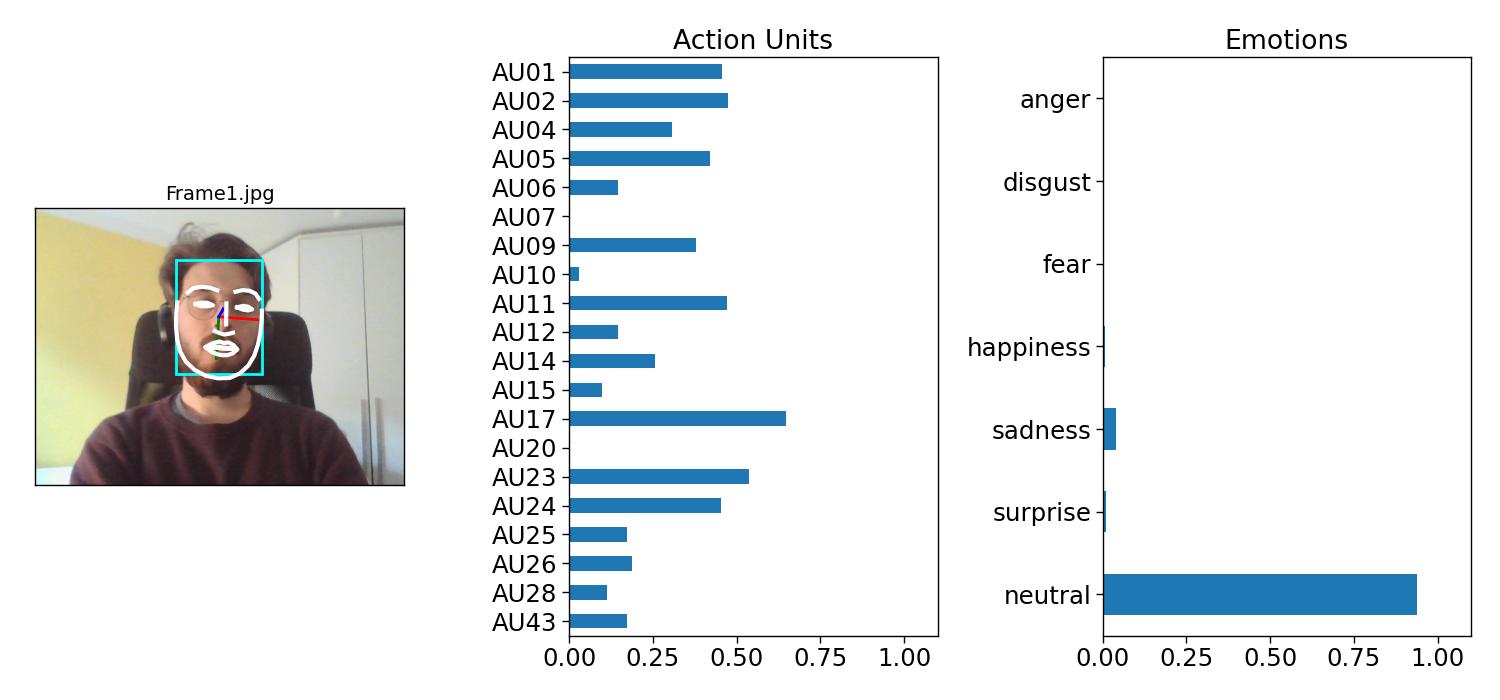 Frame1.jpg
Action Units
AU01
AU02
AU04
AU05
AU06
AU07
AU09
AU10
AU11
AU12
AU14
AU15
AU17
AU20
AU23
AU24
AU25
AU26
AU28
AU43
0.00 0.25 0.50 0.75 1.00
Emotions
anger
disgust
fear
happiness
sadness
surprise
neutral
0.00 0.25 0.50 0.75 1.00